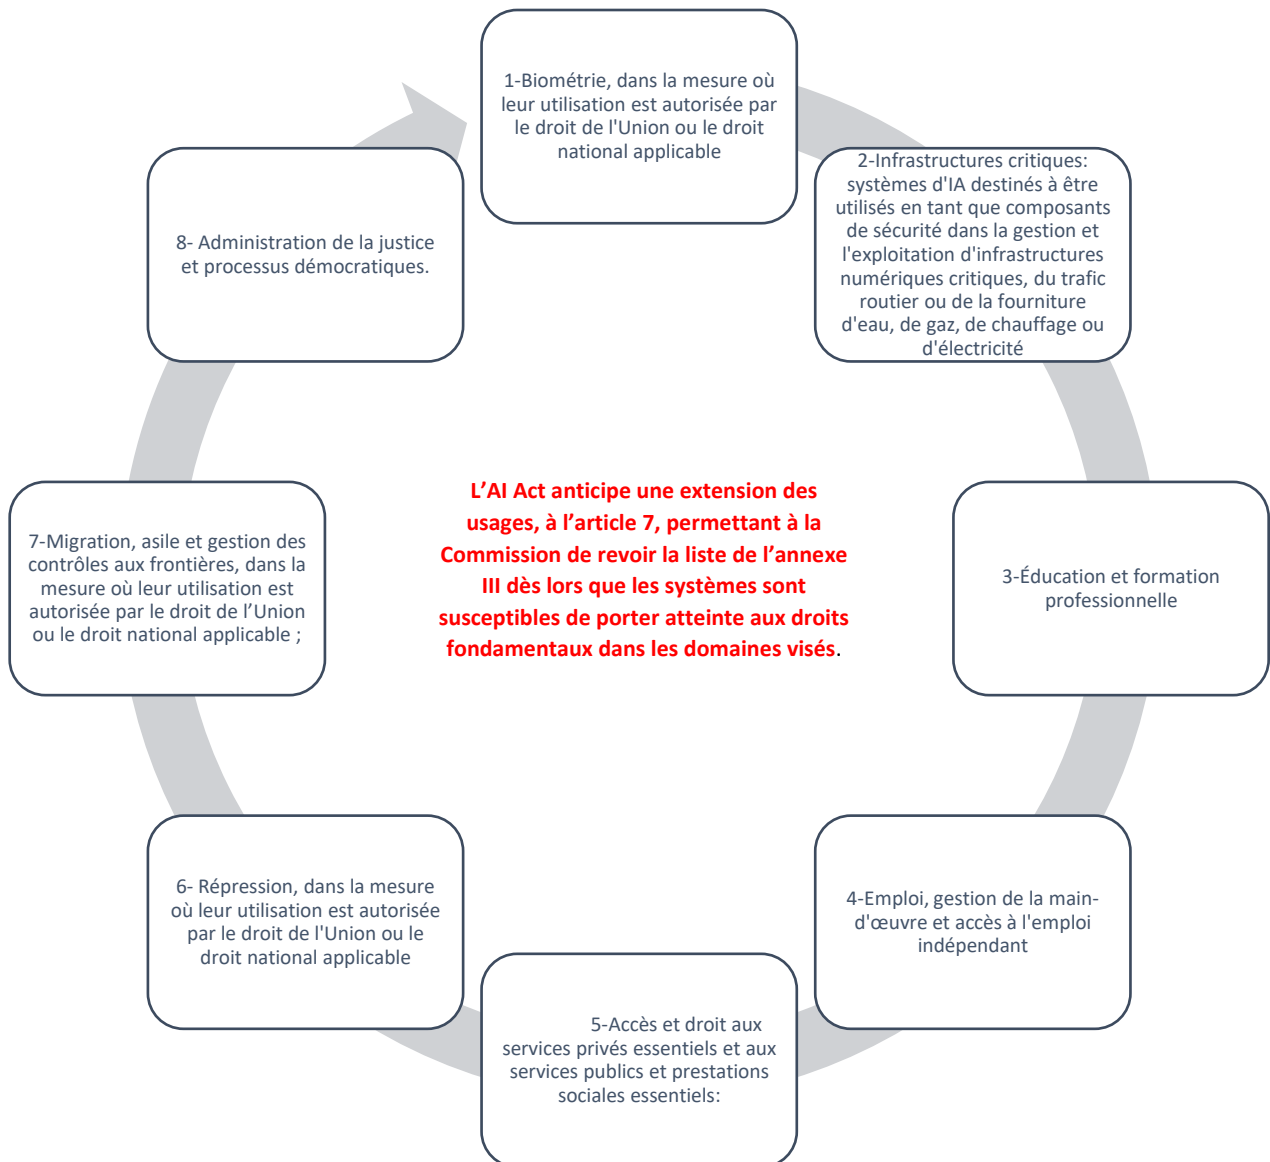 1-Biométrie, dans la mesure où
leur utilisation est autorisée par
le droit de l'Union ou le droit
national applicable
2-Infrastructures critiques:
systèmes d'IA destinés à être
utilisés en tant que composants
de sécurité dans la gestion et
l'exploitation d'infrastructures
numériques critiques, du trafic
routier ou de la fourniture
d'eau, de gaz, de chauffage ou
d'électricité
3-Éducation et formation
professionnelle
4-Emploi, gestion de la main-
d'œuvre et accès à l'emploi
indépendant
5-Accès et droit aux
services privés essentiels et aux
services publics et prestations
sociales essentiels:
6- Répression, dans la mesure
où leur utilisation est autorisée
par le droit de l'Union ou le
droit national applicable
7-Migration, asile et gestion des
contrôles aux frontières, dans la
mesure où leur utilisation est
autorisée par le droit de l’Union
ou le droit national applicable ;
8- Administration de la justice
et processus démocratiques.
L’AI Act anticipe une extension des
usages, à l’article 7, permettant à la
Commission de revoir la liste de l’annexe
III dès lors que les systèmes sont
susceptibles de porter atteinte aux droits
fondamentaux dans les domaines visés.